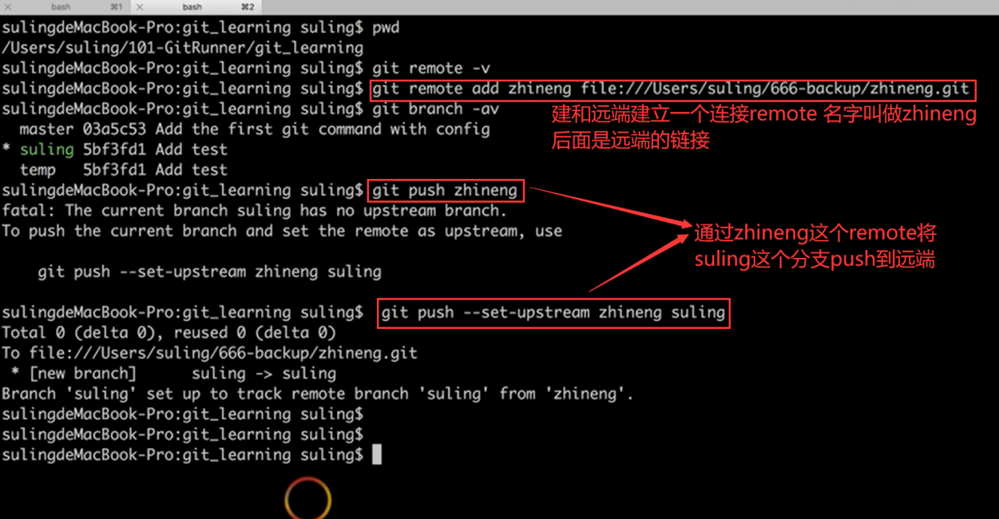 bash ⌘1 bash ⌘2
sulingdeMacBook-Pro:git_learning suling$ pwd
/Users/suling/101-GitRunner/git_learning
sulingdeMacBook-Pro:git_learning suling$ git remote -v
sulingdeMacBook-Pro:git_learning suling$ git remote add zhineng file:///Users/suling/666-backup/zhineng.git
sulingdeMacBook-Pro:git_learning suling$ git branch -av
建和远端建立一个连接remote 名字叫做zhineng
后面是远端的链接
master 03a5c53 Add the first git command with config
* suling 5bf3fd1 Add test
temp 5bf3fd1 Add test
sulingdeMacBook-Pro:git_learning suling$ git push zhineng
fatal: The current branch suling has no upstream branch.
To push the current branch and set the remote as upstream, use
通过zhineng这个remote将
suling这个分支push到远端
git push --set-upstream zhineng suling
sulingdeMacBook-Pro:git_learning suling$ git push --set-upstream zhineng suling
Total 0 (delta 0), reused 0 (delta 0)
To file:///Users/suling/666-backup/zhineng.git
* [new branch] suling -> suling
Branch 'suling' set up to track remote branch 'suling' from 'zhineng'.
sulingdeMacBook-Pro:git_learning suling$
sulingdeMacBook-Pro:git_learning suling$
sulingdeMacBook-Pro:git_learning suling$